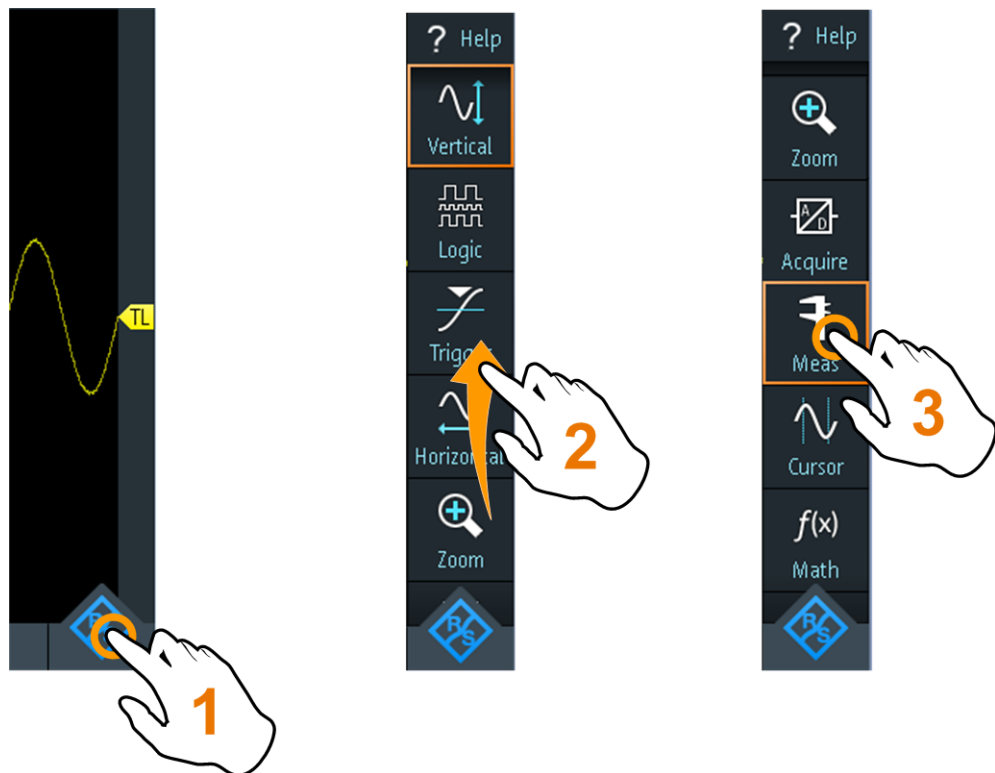 TL
R/S
1
? Help
Vertical
Logic
Trigger
Horizontal
Zoom
R/S
2
? Help
Zoom
A/D
Acquire
Meas
Cursor
f(x)
Math
R/S
3